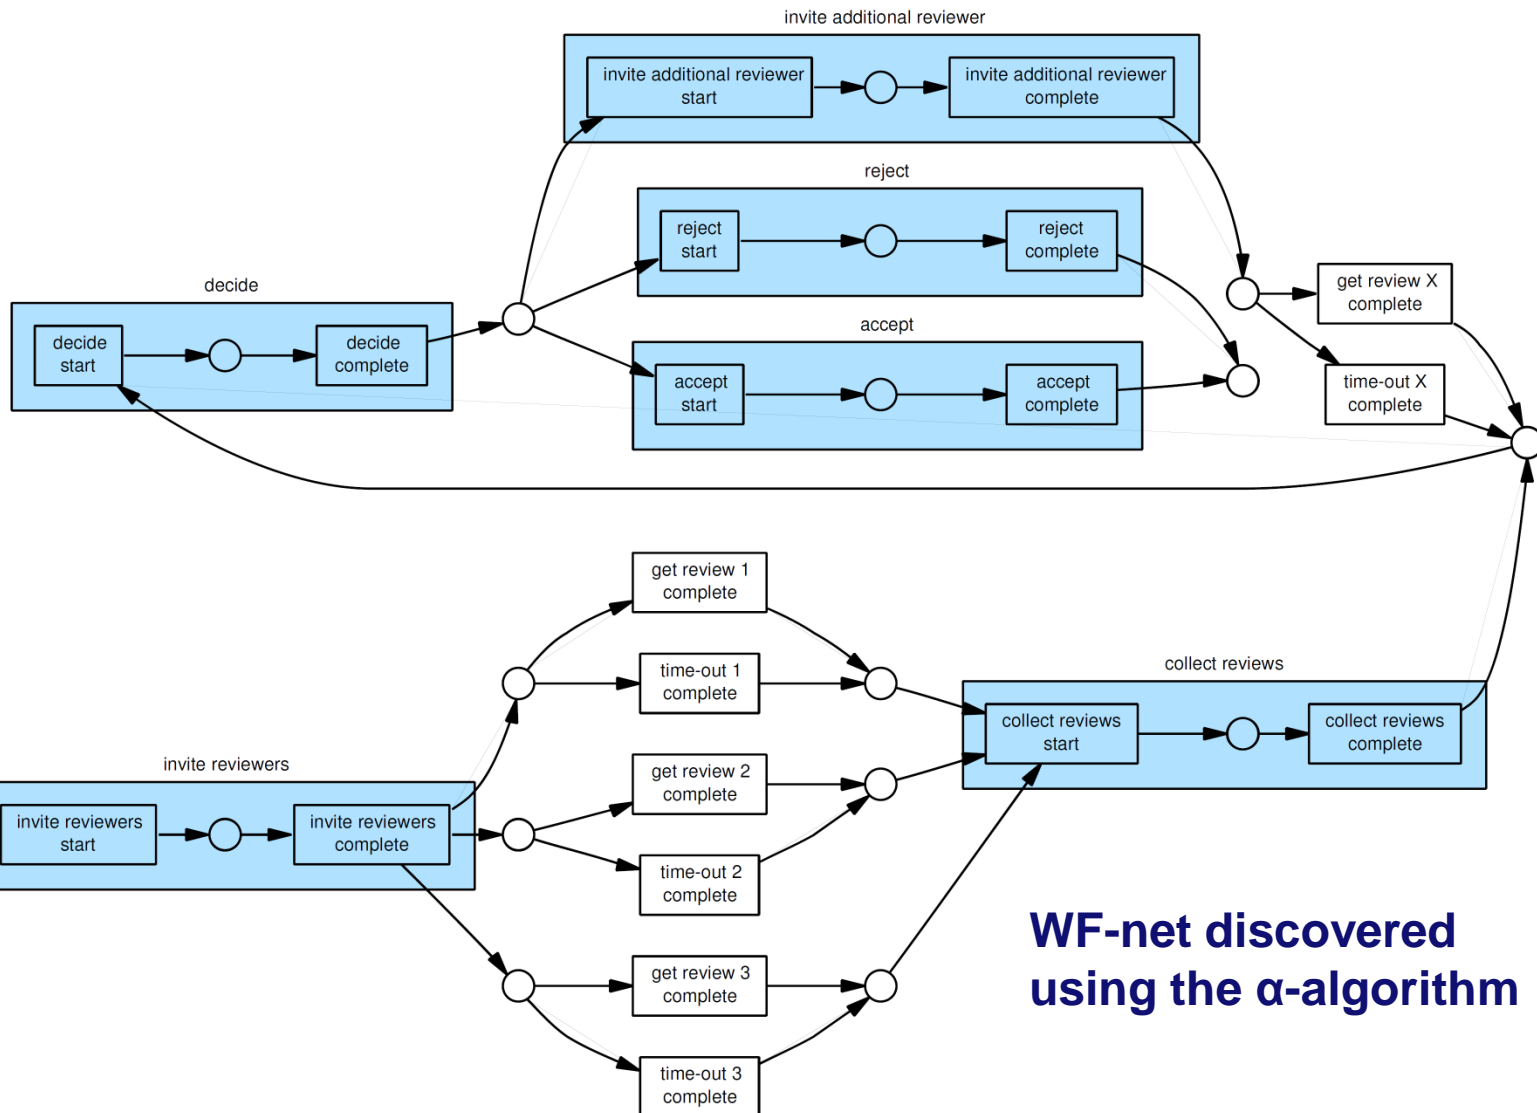 invite additional reviewer
invite additional reviewer
start
invite additional reviewer
complete
reject
reject
start
reject
complete
decide
decide
start
decide
complete
accept
accept
start
accept
complete
get review X
complete
time-out X
complete
get review 1
complete
time-out 1
complete
get review 2
complete
time-out 2
complete
get review 3
complete
time-out 3
complete
collect reviews
collect reviews
start
collect reviews
complete
invite reviewers
invite reviewers
start
invite reviewers
complete
WF-net discovered
using the α-algorithm